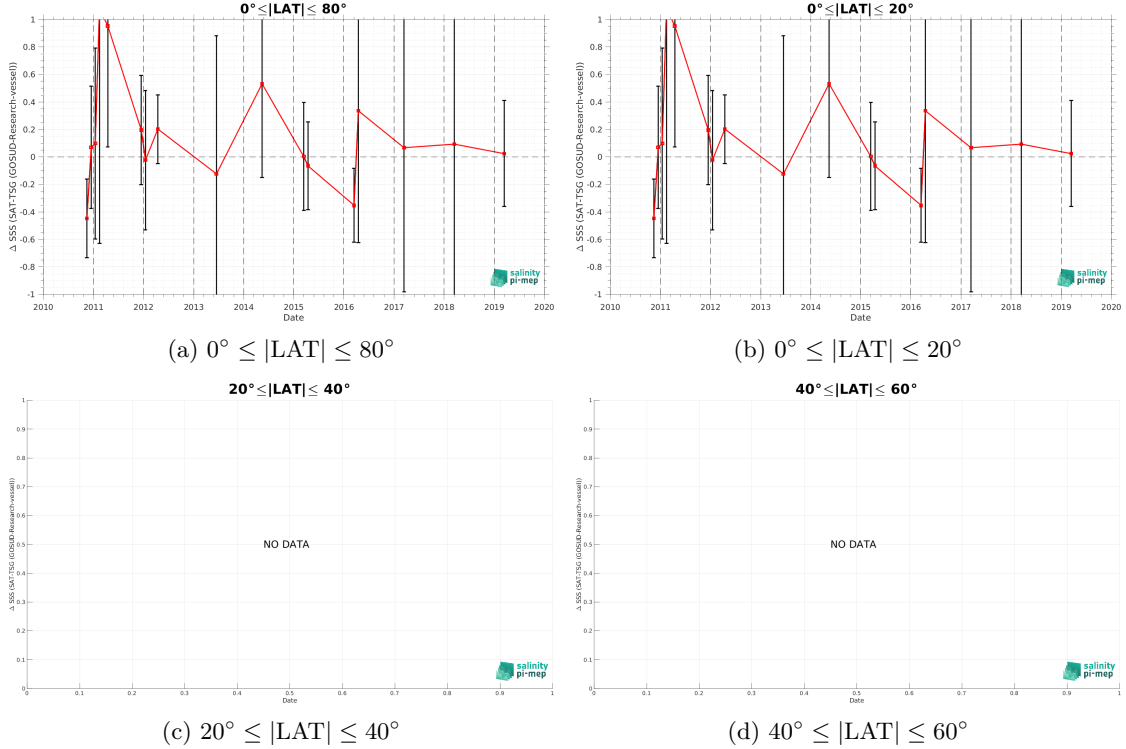 0°≤|LAT|≤ 80°
Δ SSS (SAT-TSG (GOSUD-Research-vessel))
1
0.8
0.6
0.4
0.2
0
-0.2
-0.4
-0.6
-0.8
-1
2010 2011 2012 2013 2014 2015 2016 2017 2018 2019 2020
Date
salinity
pi-mep
(a) 0° ≤ |LAT| ≤ 80°
0°≤|LAT|≤ 20°
Δ SSS (SAT-TSG (GOSUD-Research-vessel))
1
0.8
0.6
0.4
0.2
0
-0.2
-0.4
-0.6
-0.8
-1
2010 2011 2012 2013 2014 2015 2016 2017 2018 2019 2020
Date
salinity
pi-mep
(b) 0° ≤ |LAT| ≤ 20°
20°≤|LAT|≤ 40°
Δ SSS (SAT-TSG (GOSUD-Research-vessel))
1
0.9
0.8
0.7
0.6
0.5
0.4
0.3
0.2
0.1
0
NO DATA
0 0.1 0.2 0.3 0.4 0.5 0.6 0.7 0.8 0.9 1
Date
salinity
pi-mep
(c) 20° ≤ |LAT| ≤ 40°
40°≤|LAT|≤ 60°
Δ SSS (SAT-TSG (GOSUD-Research-vessel))
1
0.9
0.8
0.7
0.6
0.5
0.4
0.3
0.2
0.1
0
NO DATA
0 0.1 0.2 0.3 0.4 0.5 0.6 0.7 0.8 0.9 1
Date
salinity
pi-mep
(d) 40° ≤ |LAT| ≤ 60°